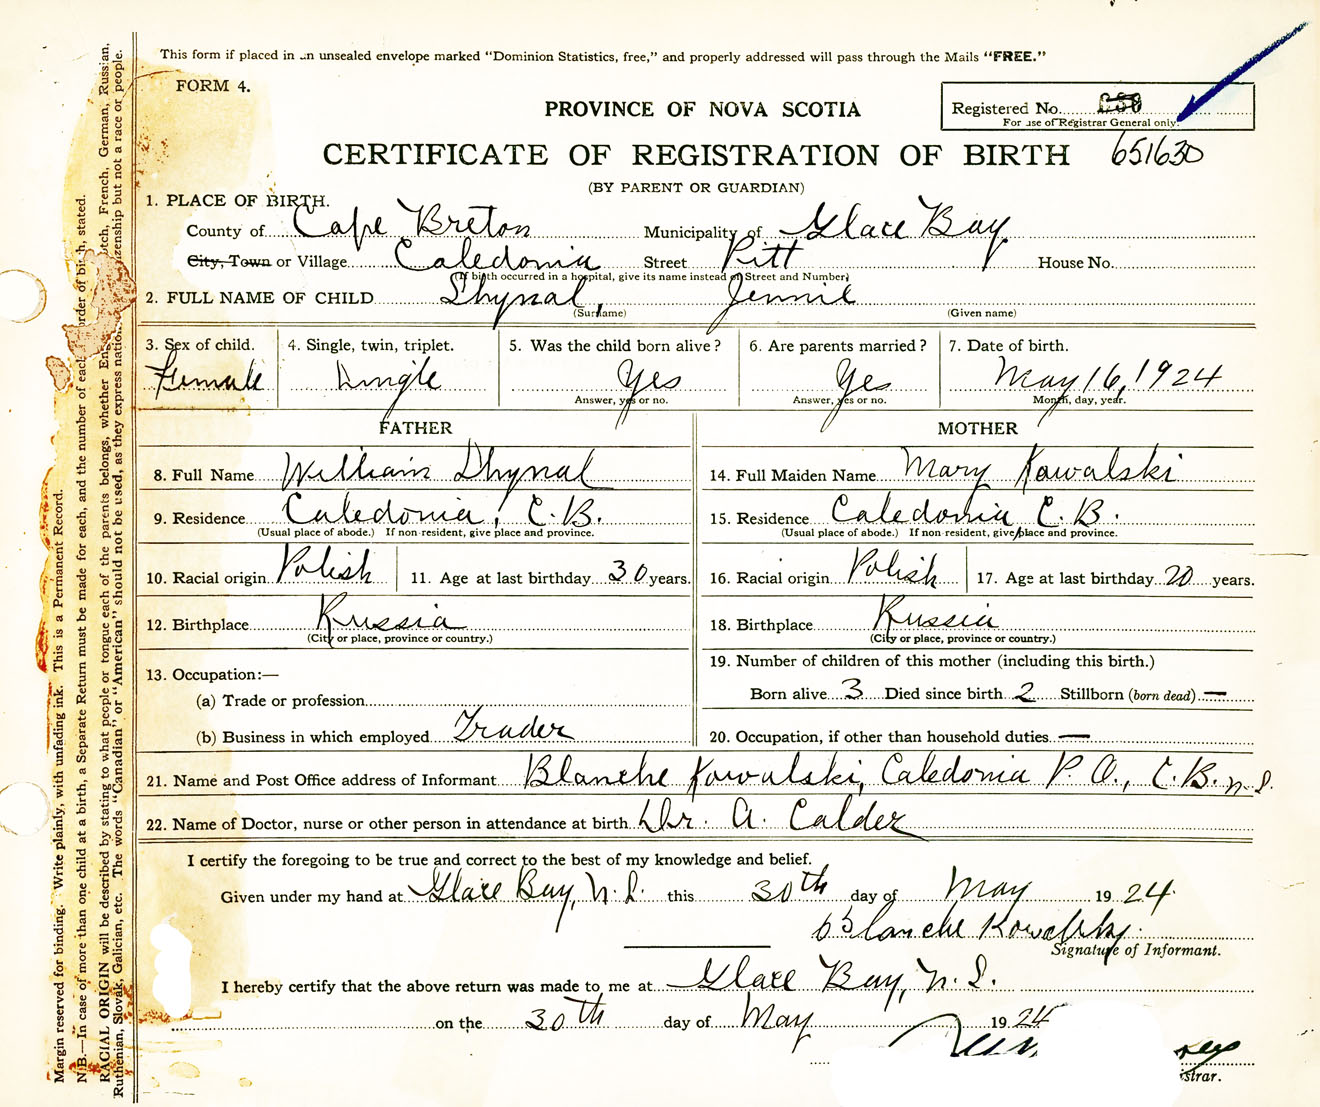 This form if placed in an unsealed envelope marked "Dominion Statistics, free," and properly addressed will pass through the Mails "FREE."
FORM 4.
PROVINCE OF NOVA SCOTIA
Registered No.
For use of Registrar General only.
CERTIFICATE OF REGISTRATION OF BIRTH 651630
(BY PARENT OR GUARDIAN)
1. PLACE OF BIRTH.
County of Cape Breton Municipality of Glace Bay
City, Town or Village Caledonia Street Pitt House No.
(If birth occurred in a hospital, give its name instead of Street and Number)
2. FULL NAME OF CHILD Shynal, Jennie
(Surname) (Given name)
3. Sex of child. 4. Single, twin, triplet. 5. Was the child born alive? 6. Are parents married? 7. Date of birth.
Female Single Yes Yes May 16, 1924
Answer, yes or no. Answer, yes or no. Month, day, year.
FATHER MOTHER
8. Full Name William Shynal 14. Full Maiden Name Mary Kowalski
9. Residence Caledonia, C.B. 15. Residence Caledonia C.B.
(Usual place of abode.) If non-resident, give place and province. (Usual place of abode.) If non-resident, give place and province.
10. Racial origin Polish 11. Age at last birthday 30 years. 16. Racial origin Polish 17. Age at last birthday 20 years.
12. Birthplace Russia 18. Birthplace Russia
(City or place, province or country.) (City or place, province or country.)
13. Occupation:—
19. Number of children of this mother (including this birth.)
(a) Trade or profession
Born alive 3 Died since birth 2 Stillborn (born dead) —
(b) Business in which employed Trader 20. Occupation, if other than household duties —
21. Name and Post Office address of Informant Blanche Kowalski, Caledonia P.O., C.B. N.S.
22. Name of Doctor, nurse or other person in attendance at birth Dr. A. Calder
I certify the foregoing to be true and correct to the best of my knowledge and belief.
Given under my hand at Glace Bay, N.S. this 30th day of May 1924
Blanche Kowalsky
Signature of Informant.
I hereby certify that the above return was made to me at Glace Bay, N.S.
on the 30th day of May 1924
strar.
Margin reserved for binding. Write plainly, with unfading ink. This is a Permanent Record.
N.B.—In case of more than one child at a birth, a Separate Return must be made for each, and the number of each order of birth, stated.
RACIAL ORIGIN will be described by stating to what people or tongue each of the parents belongs, whether Eng otch, French, German, Russian,
Ruthenian, Slovak, Galician, etc. The words "Canadian" or "American" should not be used, as they express nation izenship but not a race or people.